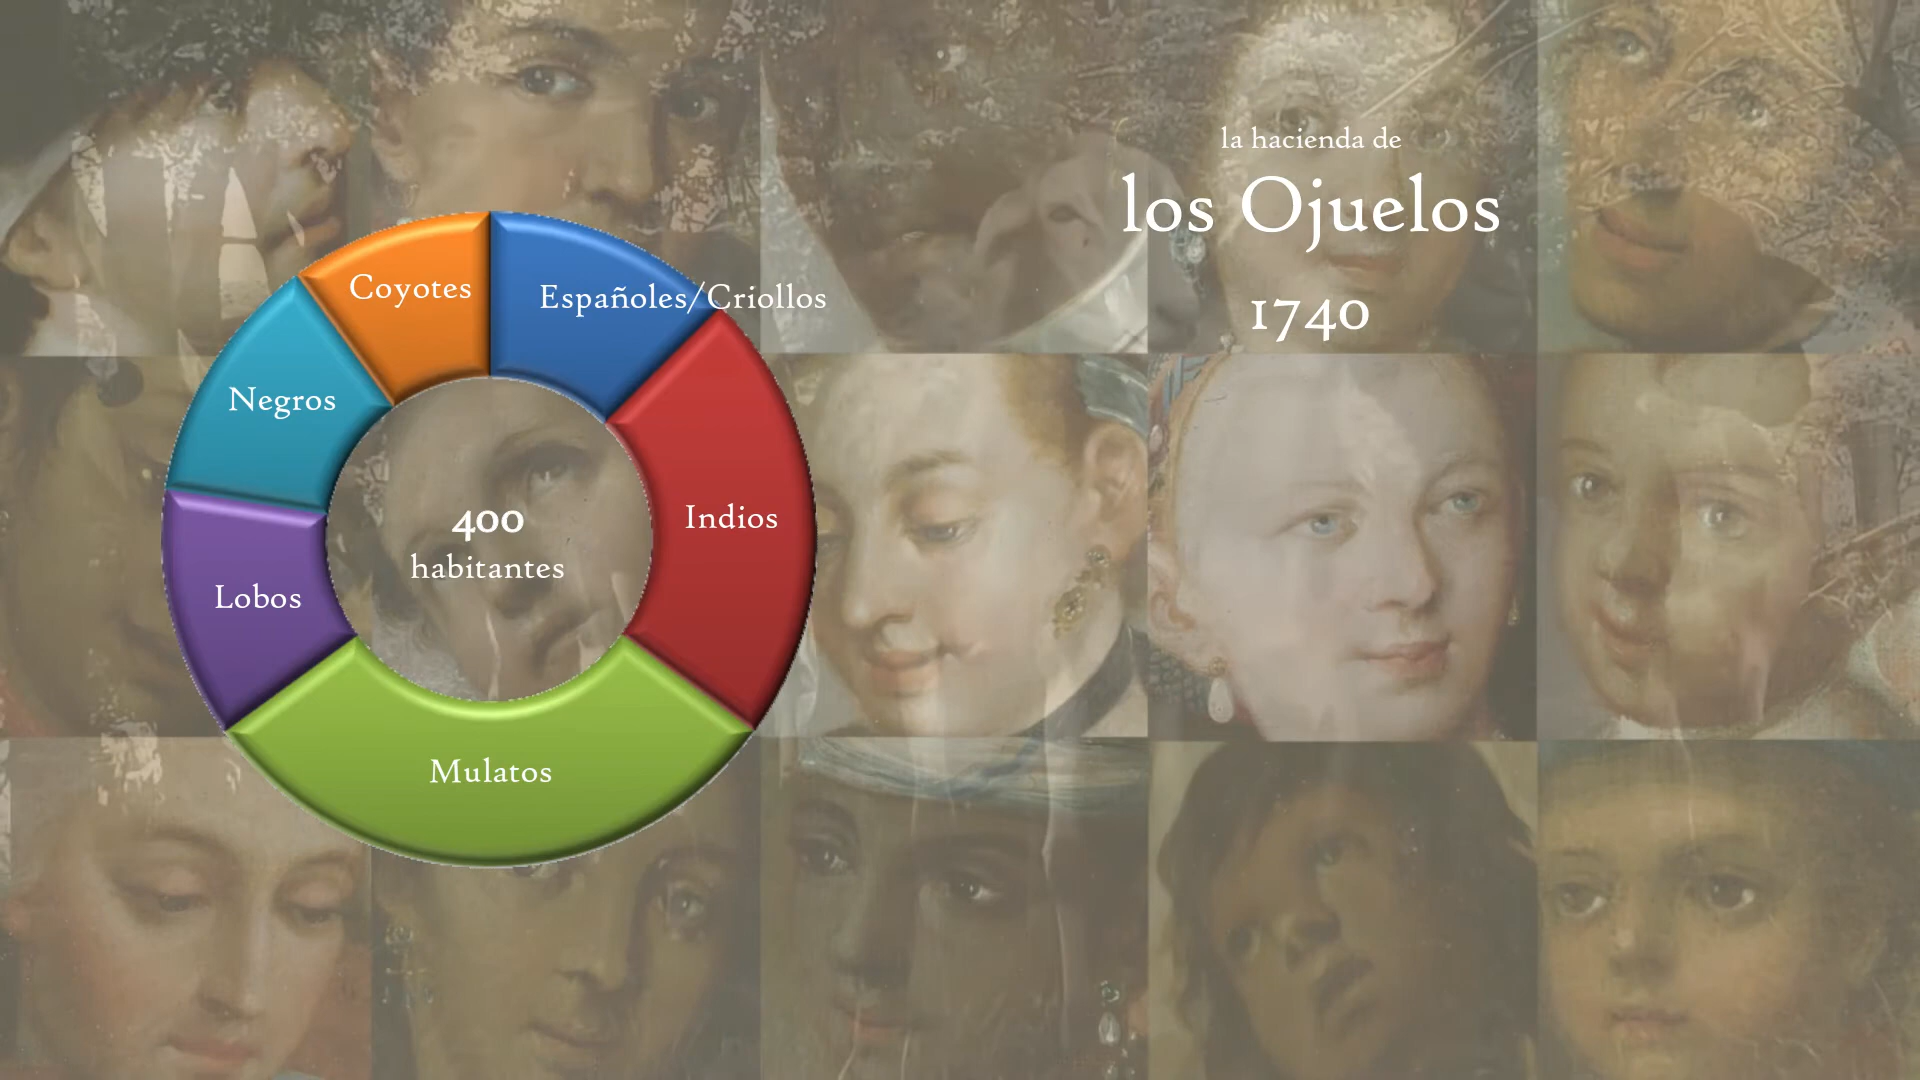 la hacienda de
los Ojuelos
1740
Coyotes
Españoles/Criollos
Negros
Indios
400
habitantes
Lobos
Mulatos